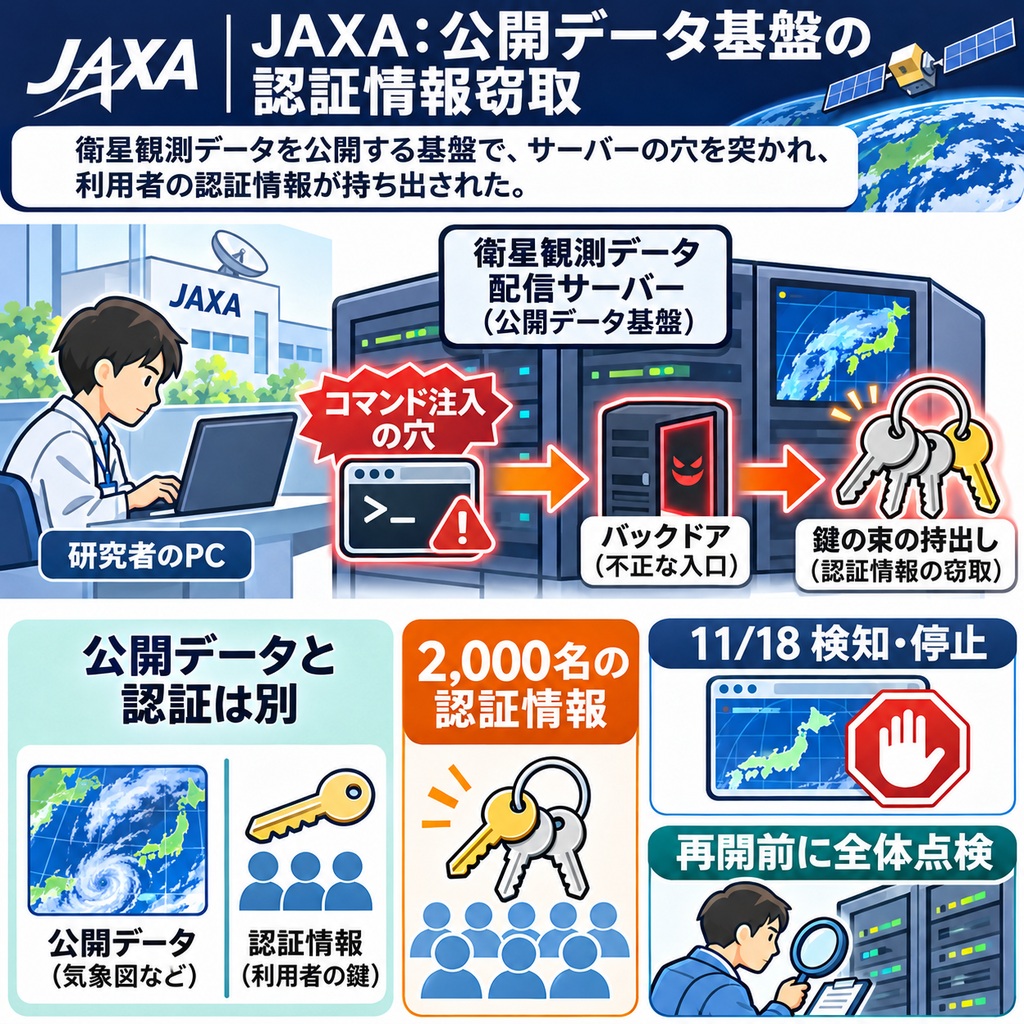 JAXA
JAXA：公開データ基盤の
認証情報窃取
衛星観測データを公開する基盤で、サーバーの穴を突かれ、
利用者の認証情報が持ち出された。
JAXA
衛星観測データ
配信サーバー
（公開データ基盤）
コマンド注入
の穴
>_
!
研究者のPC
バックドア
（不正な入口）
鍵の束の持出し
（認証情報の窃取）
公開データと
認証は別
公開データ
（気象図など）
認証情報
（利用者の鍵）
2,000名の
認証情報
11/18 検知・停止
再開前に全体点検